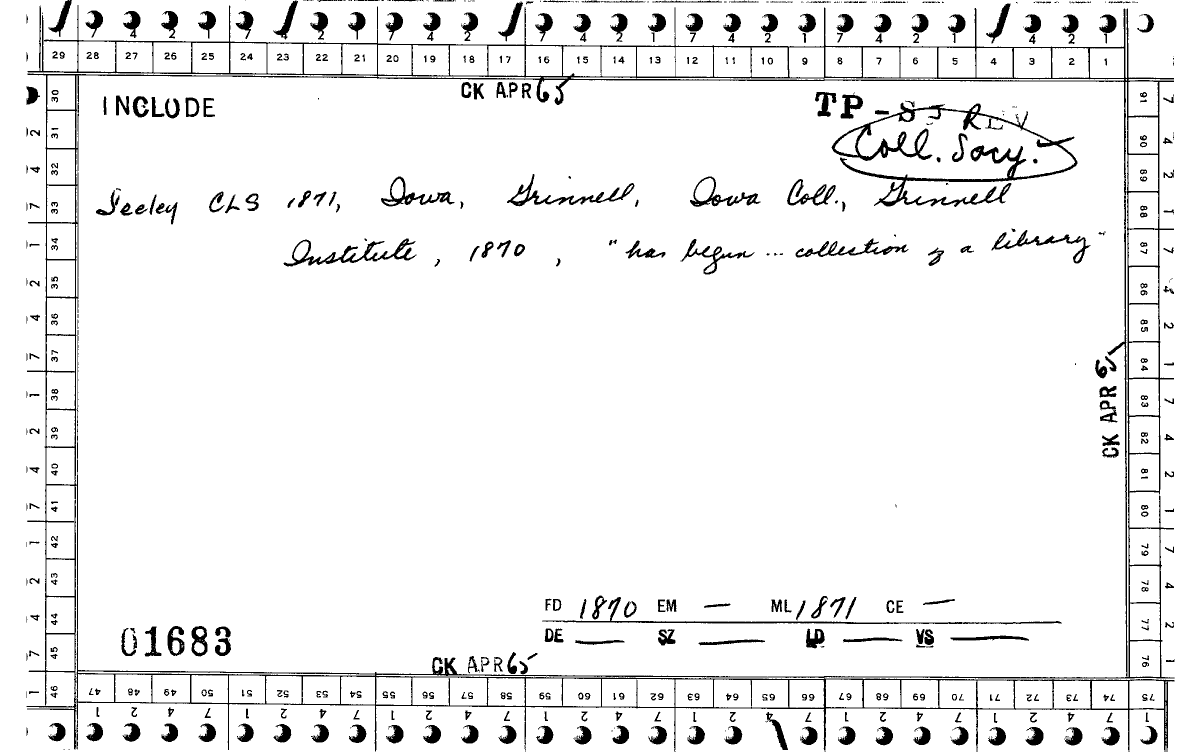 7 4 2 1 7 4 2 1 7 4 2 1 7 4 2 1 7 4 2 1 7 4 2 1
29 28 27 26 25 24 23 22 21 20 19 18 17 16 15 14 13 12 11 10 9 8 7 6 5 4 3 2 1
CK APR 65
INCLUDE
TP - SJ REV
Coll. Socy.
Seeley CLS 1871, Iowa, Grinnell, Iowa Coll., Grinnell
Institute, 1870, "has begun ... collection of a library"
30 31 32 33 34 35 36 37 38 39 40 41 42 43 44 45 46
91 90 89 88 87 86 85 84 83 82 81 80 79 78 77 76 75
CK APR 65
FD 1870 EM — ML 1871 CE —
DE — SZ — LD — VS —
01683
CK APR 65
47 48 49 50 51 52 53 54 55 56 57 58 59 60 61 62 63 64 65 66 67 68 69 70 71 72 73 74 75
1 2 4 7 1 2 4 7 1 2 4 7 1 2 4 7 1 2 4 7 1 2 4 7 1 2 4 7 1